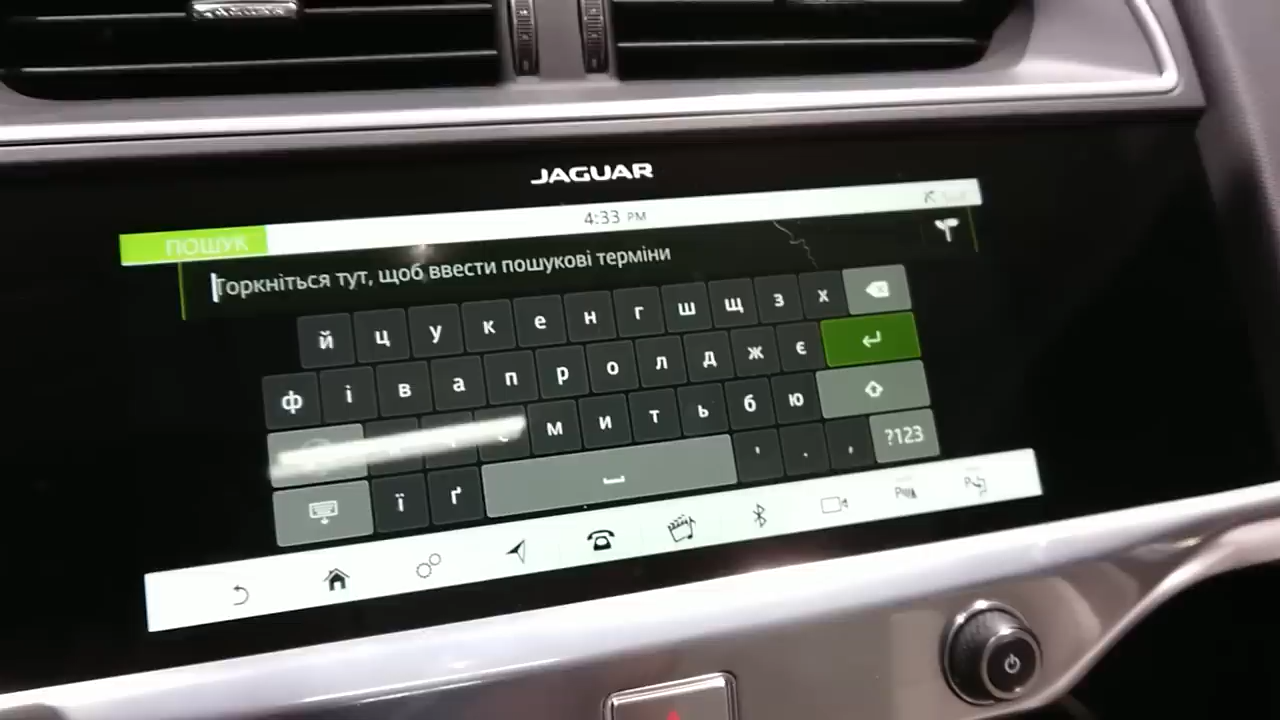 JAGUAR
4:33 PM
ПОШУК
Торкніться тут, щоб ввести пошукові терміни
й ц у к е н г ш щ з х
ф і в а п р о л д ж є
м и т ь б ю
ї ґ ' . , ?123